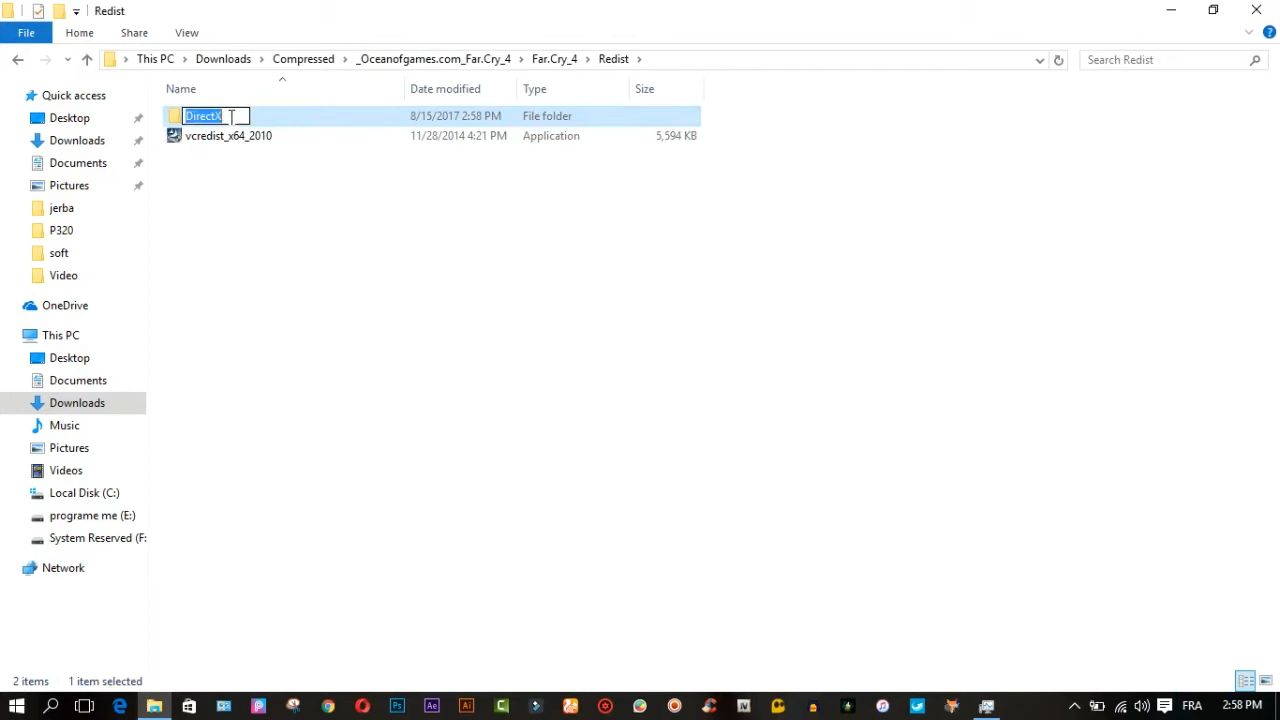 Redist
File Home Share View
This PC Downloads Compressed _Oceanofgames.com_Far.Cry_4 Far.Cry_4 Redist
Search Redist
Name Date modified Type Size
DirectX 8/15/2017 2:58 PM File folder
vcredist_x64_2010 11/28/2014 4:21 PM Application 5,594 KB
Quick access
Desktop
Downloads
Documents
Pictures
jerba
P320
soft
Video
OneDrive
This PC
Desktop
Documents
Downloads
Music
Pictures
Videos
Local Disk (C:)
programe me (E:)
System Reserved (F:
Network
2 items 1 item selected
Ps Ae Ai
FRA 2:58 PM